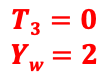 T₃ = 0
Y_w = 2